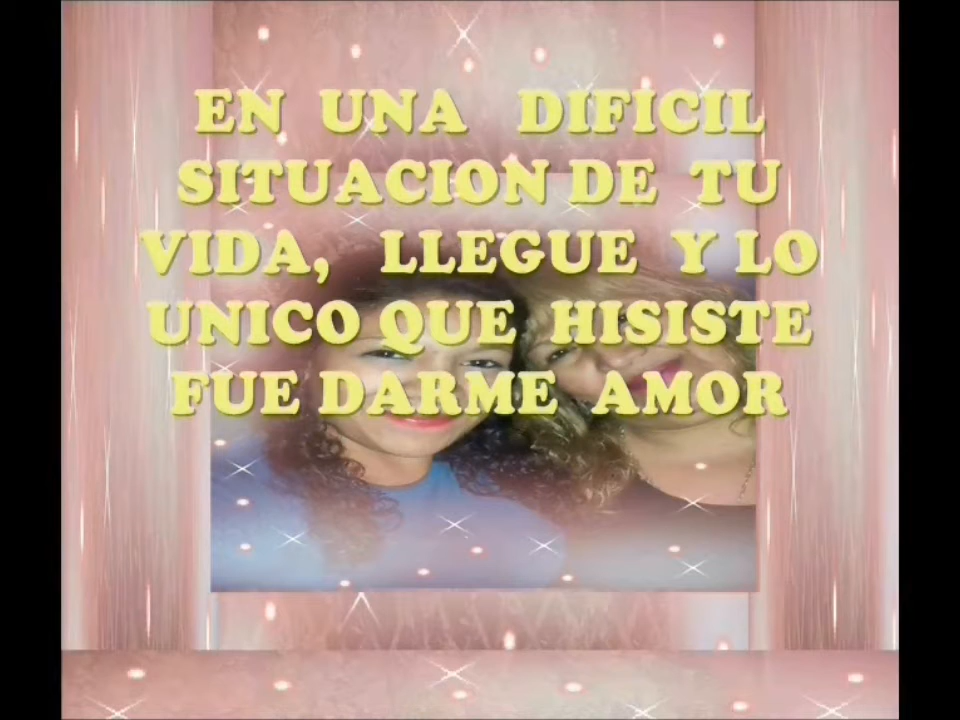 EN UNA DIFICIL
SITUACION DE TU
VIDA, LLEGUE Y LO
UNICO QUE HISISTE
FUE DARME AMOR